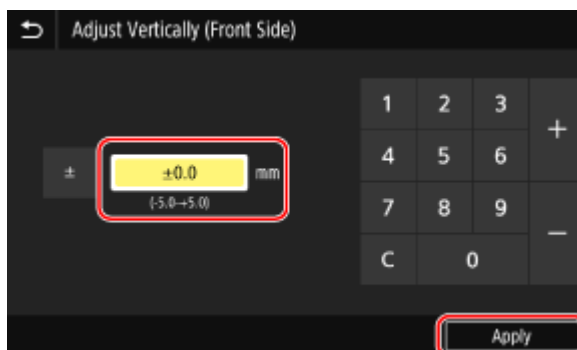 Adjust Vertically (Front Side)
1 2 3
+
4 5 6
± ±0.0 mm
(-5.0→5.0)
7 8 9
−
C 0
Apply